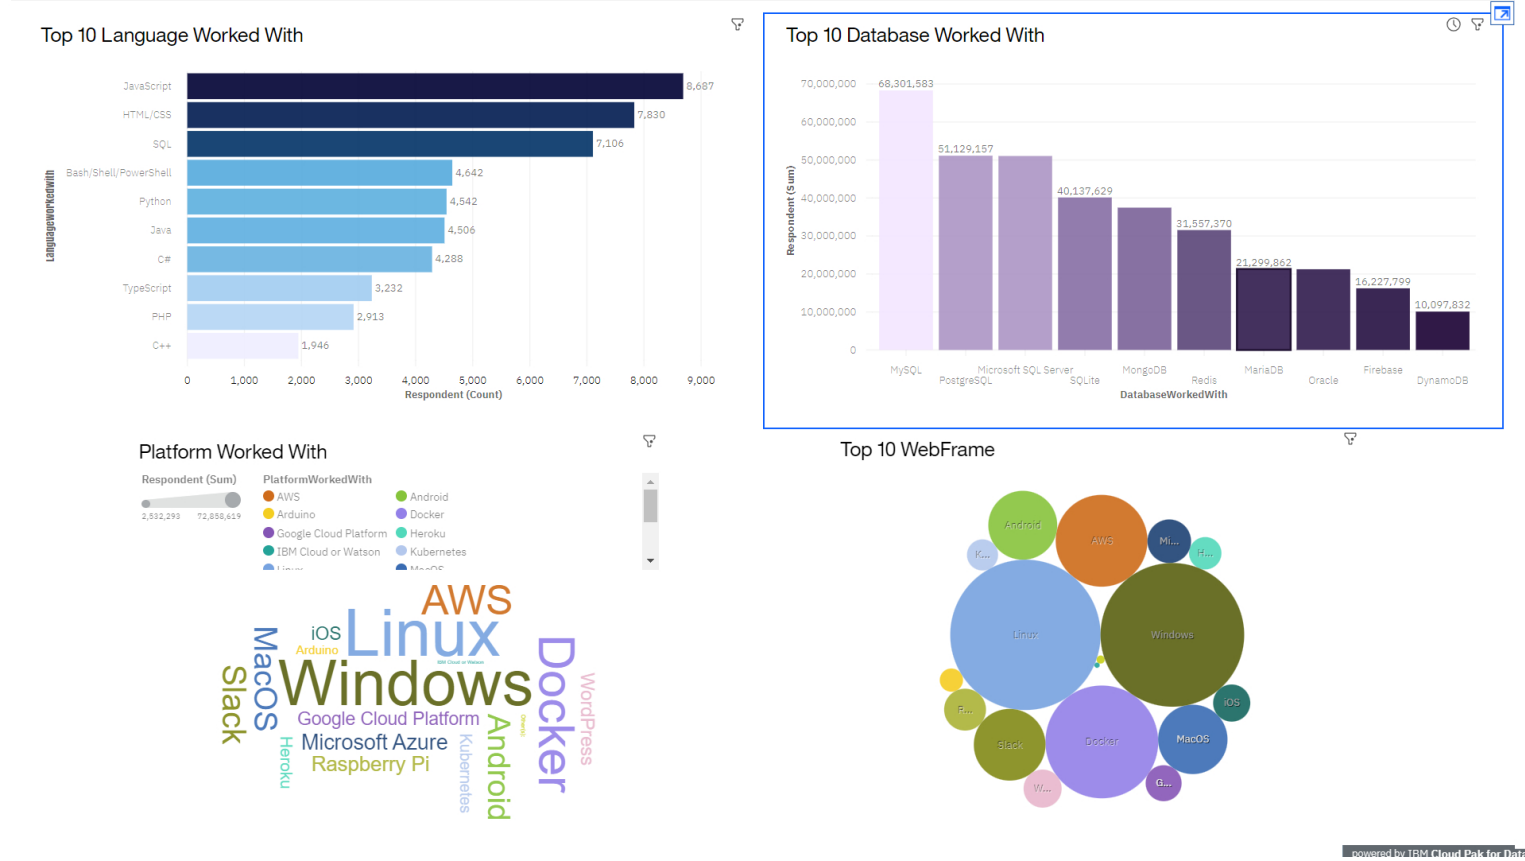 Top 10 Language Worked With
Languageworkedwith
JavaScript 8,687
HTML/CSS 7,830
SQL 7,106
Bash/Shell/PowerShell 4,642
Python 4,542
Java 4,506
C# 4,288
TypeScript 3,232
PHP 2,913
C++ 1,946
0 1,000 2,000 3,000 4,000 5,000 6,000 7,000 8,000 9,000
Respondent (Count)
Top 10 Database Worked With
Respondent (Sum)
70,000,000
60,000,000
50,000,000
40,000,000
30,000,000
20,000,000
10,000,000
0
68,301,583
51,129,157
40,137,629
31,557,370
21,299,862
16,227,799
10,097,832
MySQL Microsoft SQL Server MongoDB MariaDB Firebase
PostgreSQL SQLite Redis Oracle DynamoDB
DatabaseWorkedWith
Platform Worked With
Respondent (Sum) PlatformWorkedWith
2,532,293 72,858,619
AWS Android
Arduino Docker
Google Cloud Platform Heroku
IBM Cloud or Watson Kubernetes
Linux MacOS
AWS
Linux
iOS
Arduino
IBM Cloud or Watson
Windows
MacOS
Slack
Docker
WordPress
Google Cloud Platform
Microsoft Azure
Raspberry Pi
Heroku
Kubernetes
Android
Top 10 WebFrame
Android
AWS
Mi...
H...
K...
Linux
Windows
iOS
R...
Slack
Docker
MacOS
W...
G...
powered by IBM Cloud Pak for Data